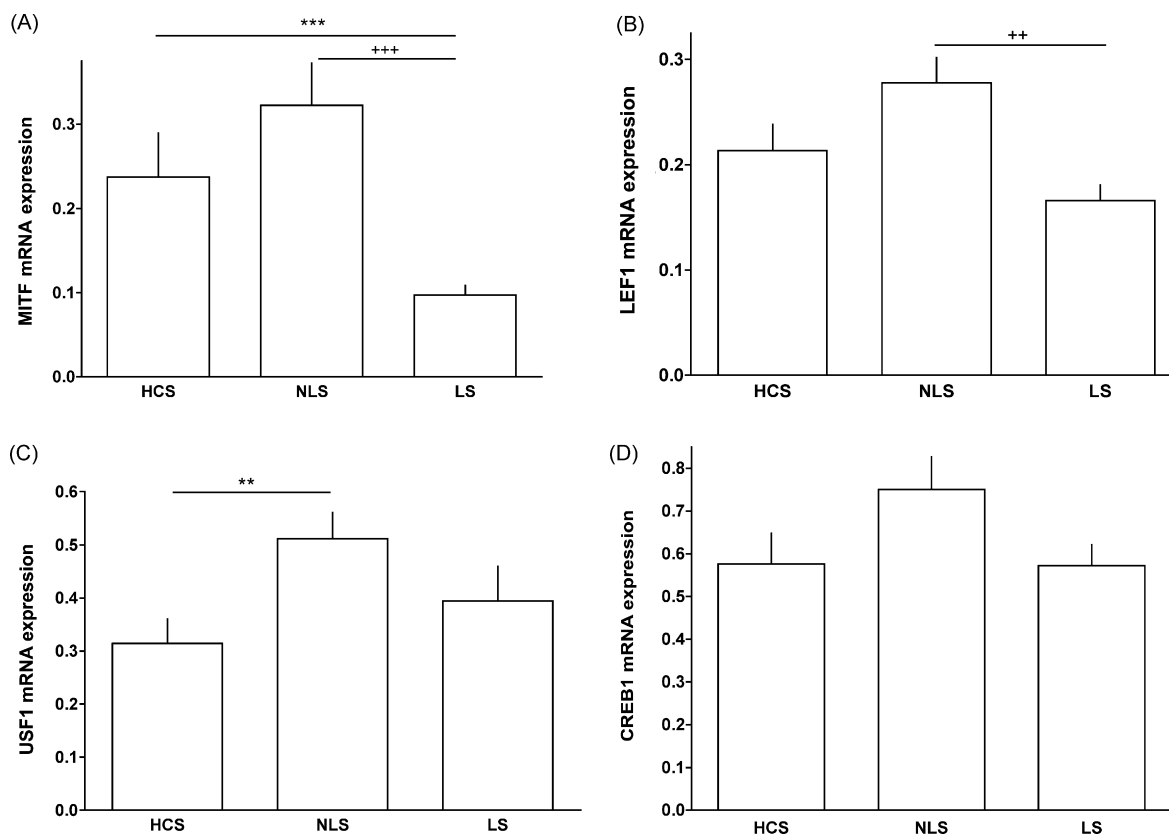 (A)
***
+++
MITF mRNA expression
0.3
0.2
0.1
0.0
HCS NLS LS
(B)
++
LEF1 mRNA expression
0.3
0.2
0.1
0.0
HCS NLS LS
(C)
**
USF1 mRNA expression
0.6
0.5
0.4
0.3
0.2
0.1
0.0
HCS NLS LS
(D)
CREB1 mRNA expression
0.8
0.7
0.6
0.5
0.4
0.3
0.2
0.1
0.0
HCS NLS LS